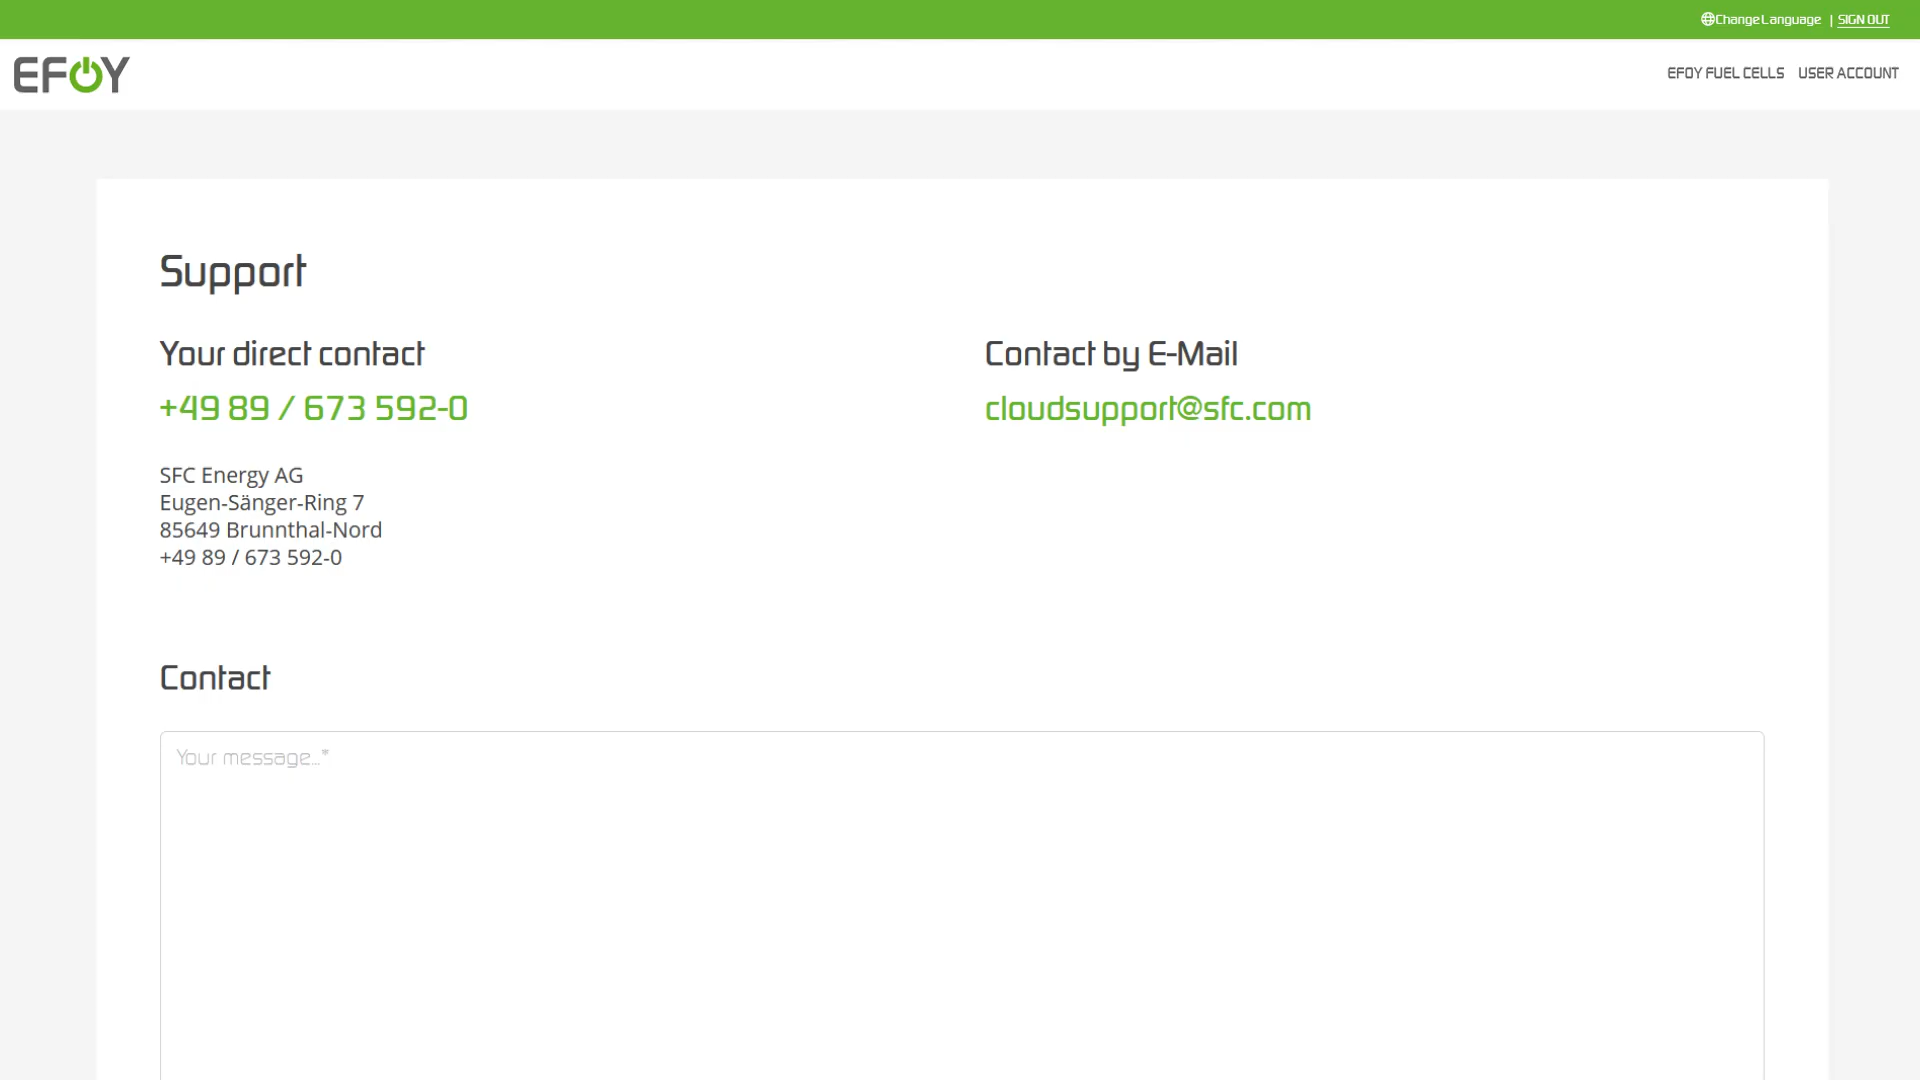 ChangeLanguage | SIGN OUT
EFOY
EFOY FUEL CELLS USER ACCOUNT
Support
Your direct contact
+49 89 / 673 592-0
Contact by E-Mail
cloudsupport@sfc.com
SFC Energy AG
Eugen-Sänger-Ring 7
85649 Brunnthal-Nord
+49 89 / 673 592-0
Contact
Your message...*